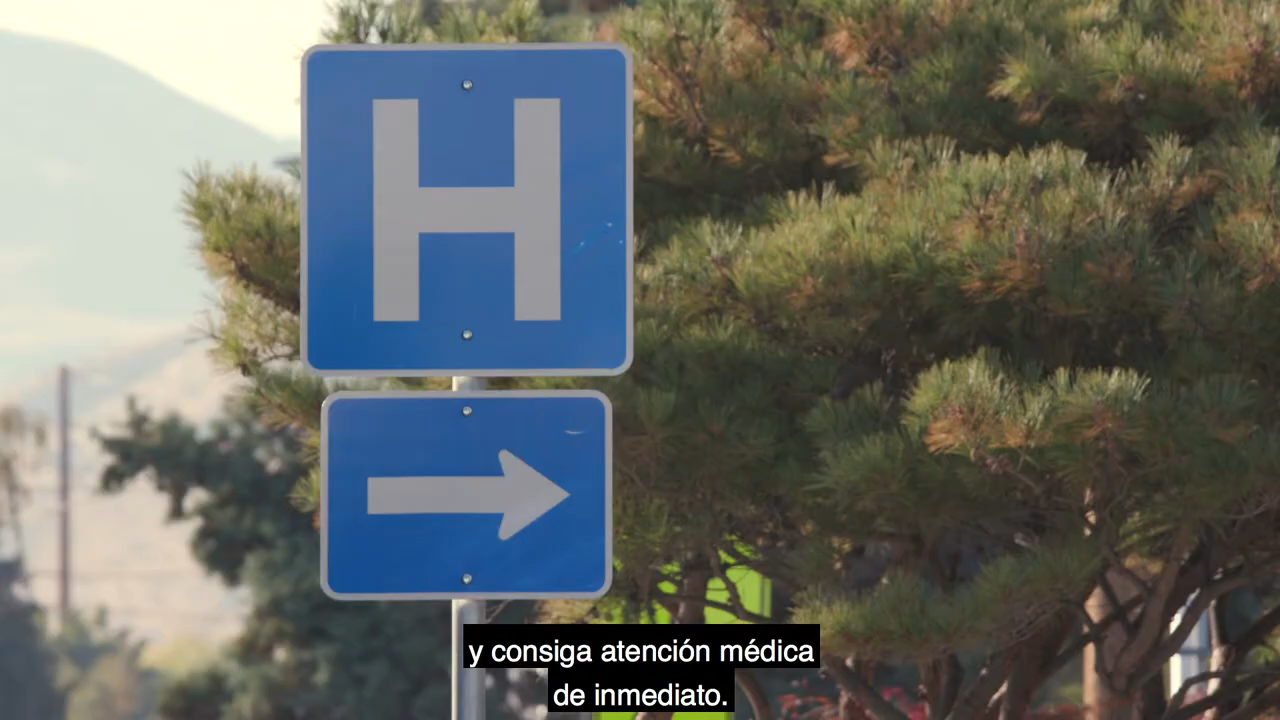 H
y consiga atención médica
de inmediato.